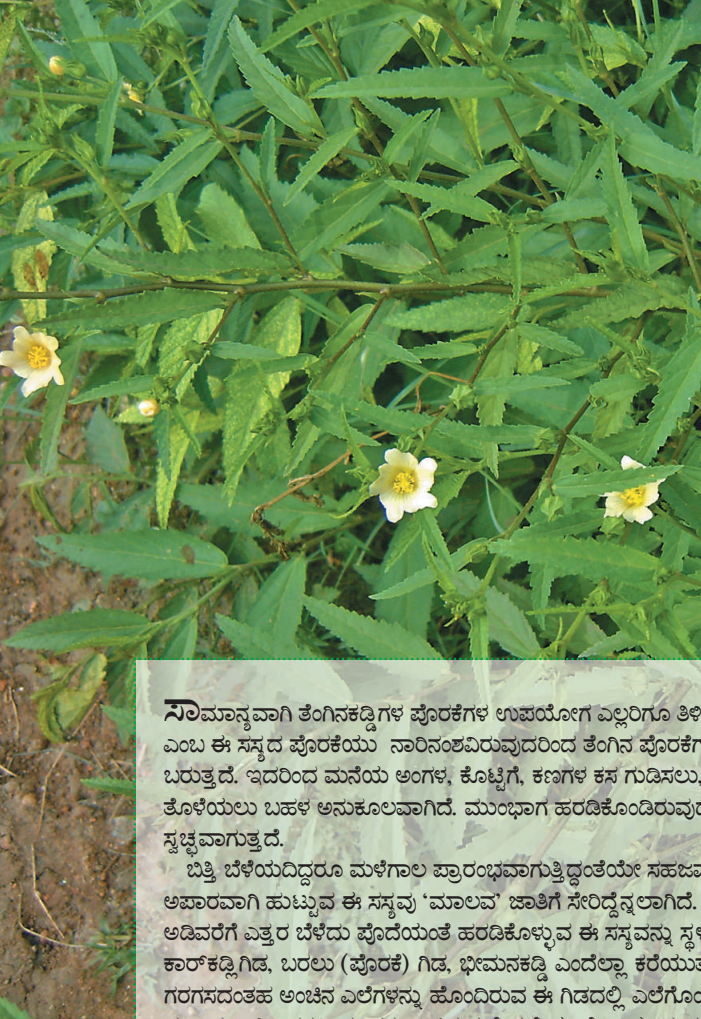 ಸಾಮಾನ್ಯವಾಗಿ ತೆಂಗಿನಕಡ್ಡಿಗಳ ಪೊರಕೆಗಳ ಉಪಯೋಗ ಎಲ್ಲರಿಗೂ ತಿಳಿ
ಎಂಬ ಈ ಸಸ್ಯದ ಪೊರಕೆಯು ನಾರಿನಂಶವಿರುವುದರಿಂದ ತೆಂಗಿನ ಪೊರಕೆಗ
ಬರುತ್ತದೆ. ಇದರಿಂದ ಮನೆಯ ಅಂಗಳ, ಕೊಟ್ಟಿಗೆ, ಕಣಗಳ ಕಸ ಗುಡಿಸಲು,
ತೊಳೆಯಲು ಬಹಳ ಅನುಕೂಲವಾಗಿದೆ. ಮುಂಭಾಗ ಹರಡಿಕೊಂಡಿರುವುದ
ಸ್ವಚ್ಛವಾಗುತ್ತದೆ.
ಬಿತ್ತಿ ಬೆಳೆಯದಿದ್ದರೂ ಮಳೆಗಾಲ ಪ್ರಾರಂಭವಾಗುತ್ತಿದ್ದಂತೆಯೇ ಸಹಜವ
ಅಪಾರವಾಗಿ ಹುಟ್ಟುವ ಈ ಸಸ್ಯವು ‘ಮಾಲವ’ ಜಾತಿಗೆ ಸೇರಿದ್ದೆನ್ನಲಾಗಿದೆ.
ಅಡಿವರೆಗೆ ಎತ್ತರ ಬೆಳೆದು ಪೊದೆಯಂತೆ ಹರಡಿಕೊಳ್ಳುವ ಈ ಸಸ್ಯವನ್ನು ಸ್ಥಳ
ಕಾರ್‌ಕಡ್ಲಿಗಿಡ, ಬರಲು (ಪೊರಕೆ) ಗಿಡ, ಭೀಮನಕಡ್ಡಿ ಎಂದೆಲ್ಲಾ ಕರೆಯುತ
ಗರಗಸದಂತಹ ಅಂಚಿನ ಎಲೆಗಳನ್ನು ಹೊಂದಿರುವ ಈ ಗಿಡದಲ್ಲಿ ಎಲೆಗೊಂ